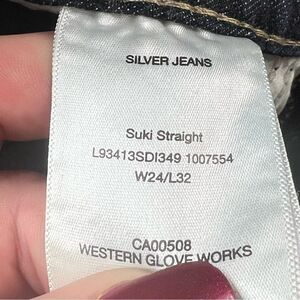 SILVER JEANS
Suki Straight
L93413SDI349 1007554
W24/L32
CA00508
WESTERN GLOVE WORKS